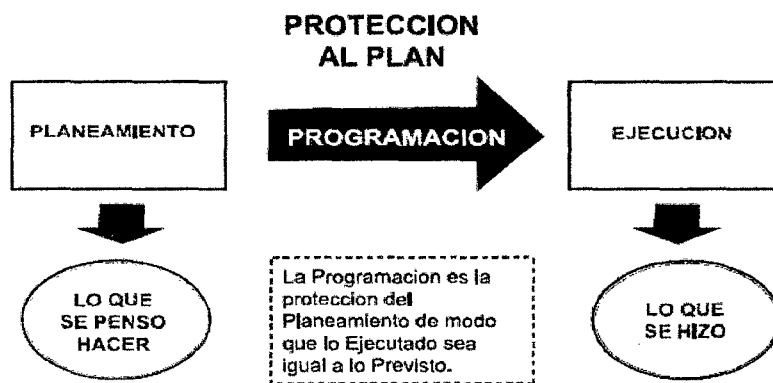 PROTECCION
AL PLAN
PLANEAMIENTO
PROGRAMACION
EJECUCION
LO QUE
SE PENSO
HACER
La Programacion es la
proteccion del
Planeamiento de modo
que lo Ejecutado sea
igual a lo Previsto.
LO QUE
SE HIZO